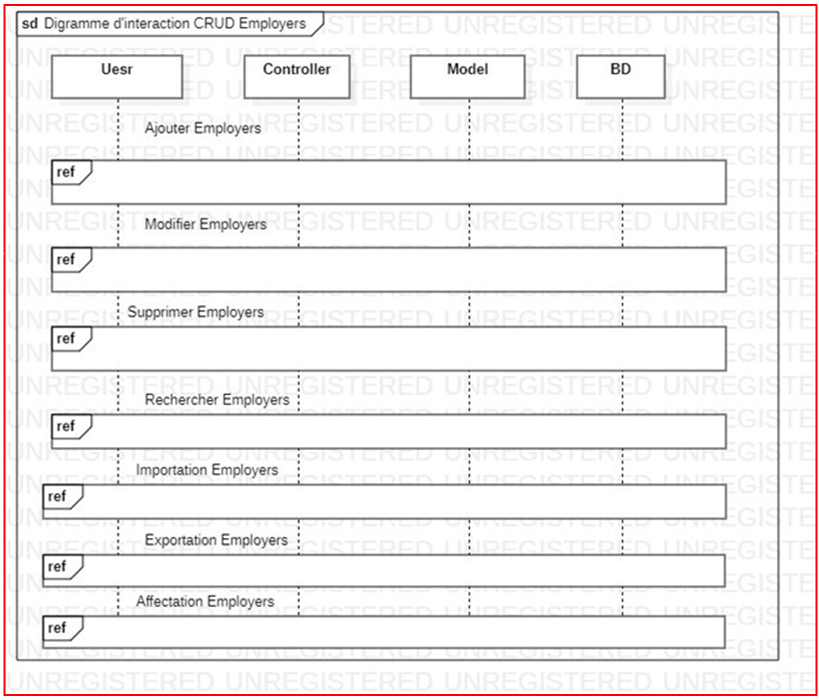 sd Digramme d'interaction CRUD Employers
Uesr Controller Model BD
Ajouter Employers
ref
Modifier Employers
ref
Supprimer Employers
ref
Rechercher Employers
ref
Importation Employers
ref
Exportation Employers
ref
Affectation Employers
ref
UNREGISTERED UNREGISTERED UNREGISTERED